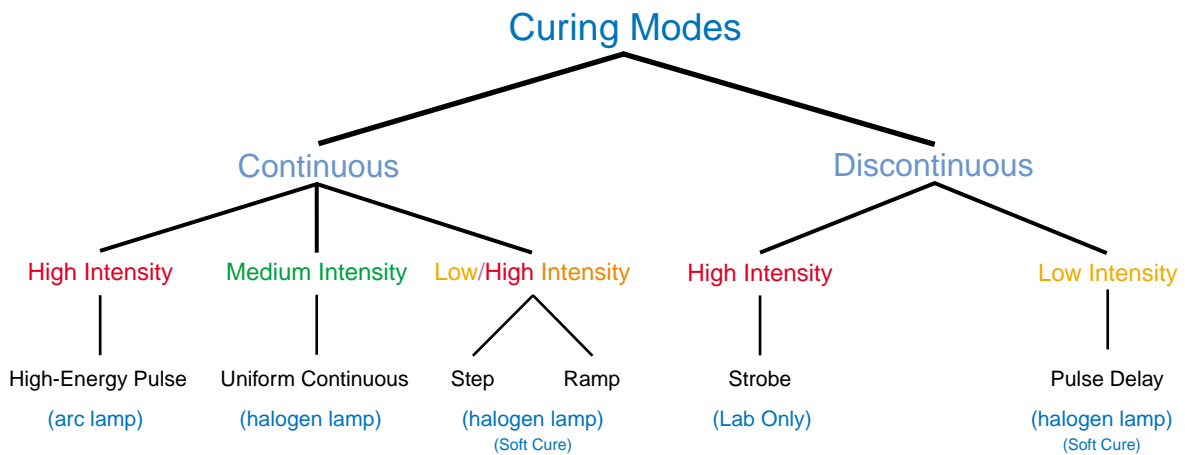 Curing Modes
Continuous Discontinuous
High Intensity Medium Intensity Low/High Intensity High Intensity Low Intensity
High-Energy Pulse Uniform Continuous Step Ramp Strobe Pulse Delay
(arc lamp) (halogen lamp) (halogen lamp) (Lab Only) (halogen lamp)
(Soft Cure) (Soft Cure)